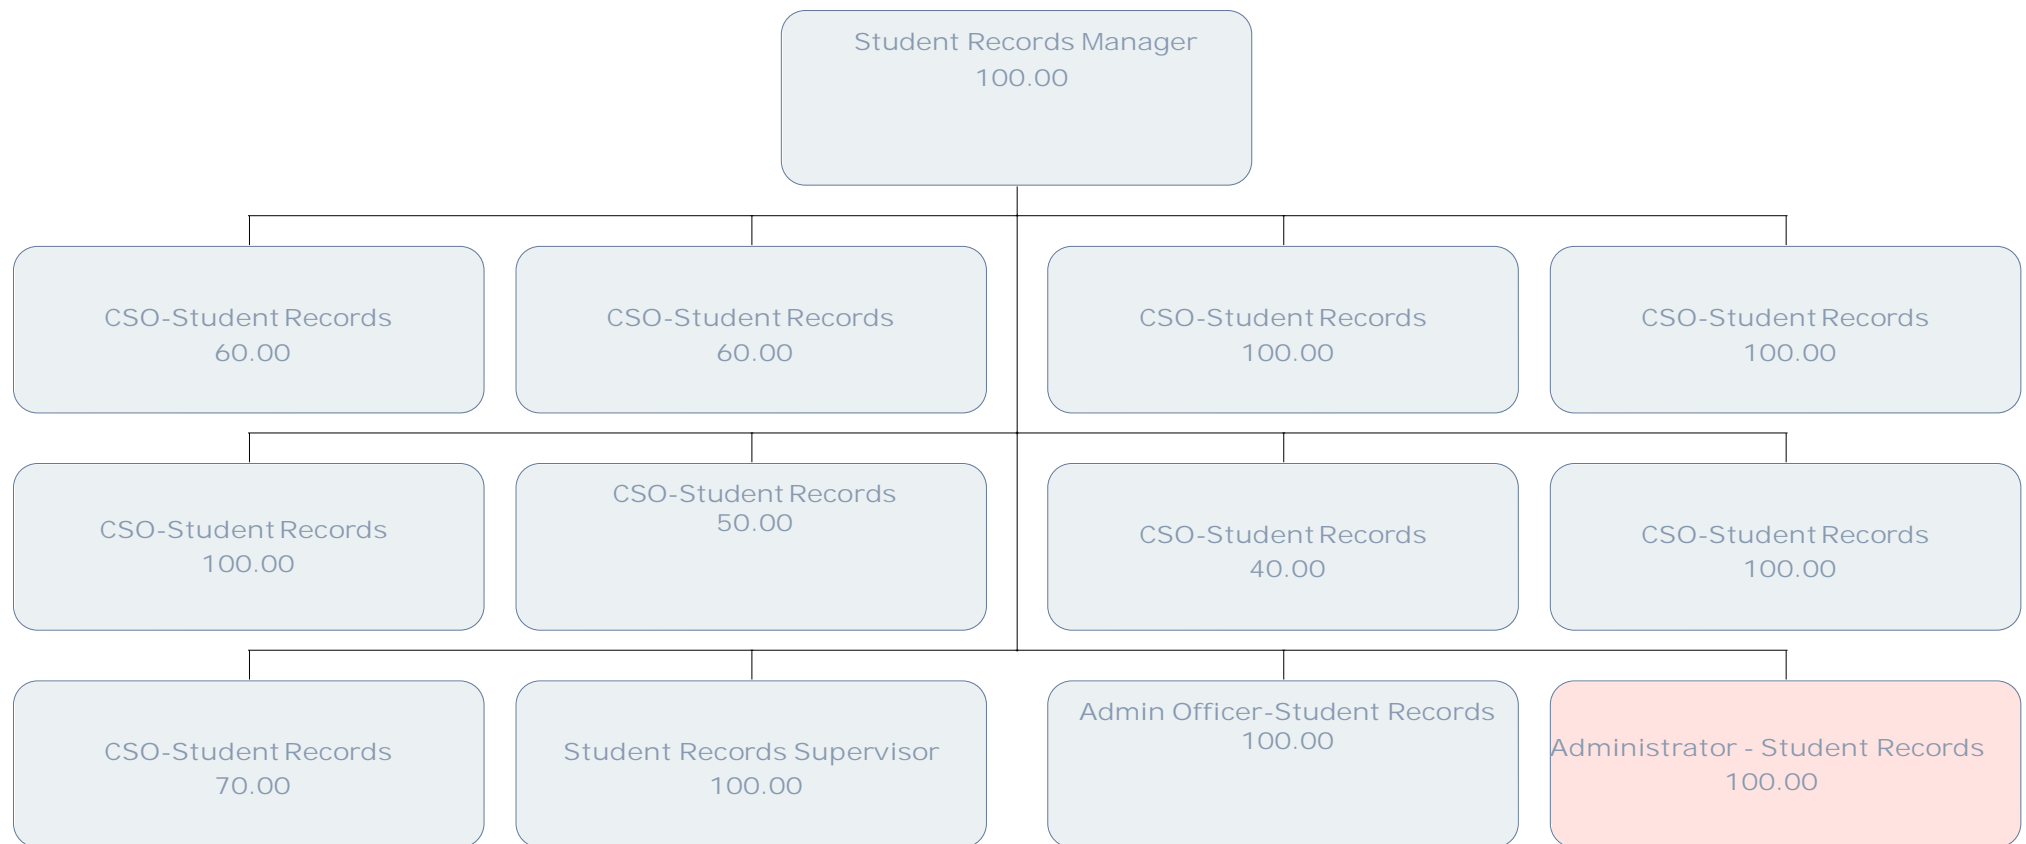 Student Records Manager
100.00
CSO-Student Records
60.00
CSO-Student Records
60.00
CSO-Student Records
100.00
CSO-Student Records
100.00
CSO-Student Records
100.00
CSO-Student Records
50.00
CSO-Student Records
40.00
CSO-Student Records
100.00
CSO-Student Records
70.00
Student Records Supervisor
100.00
Admin Officer-Student Records
100.00
Administrator - Student Records
100.00